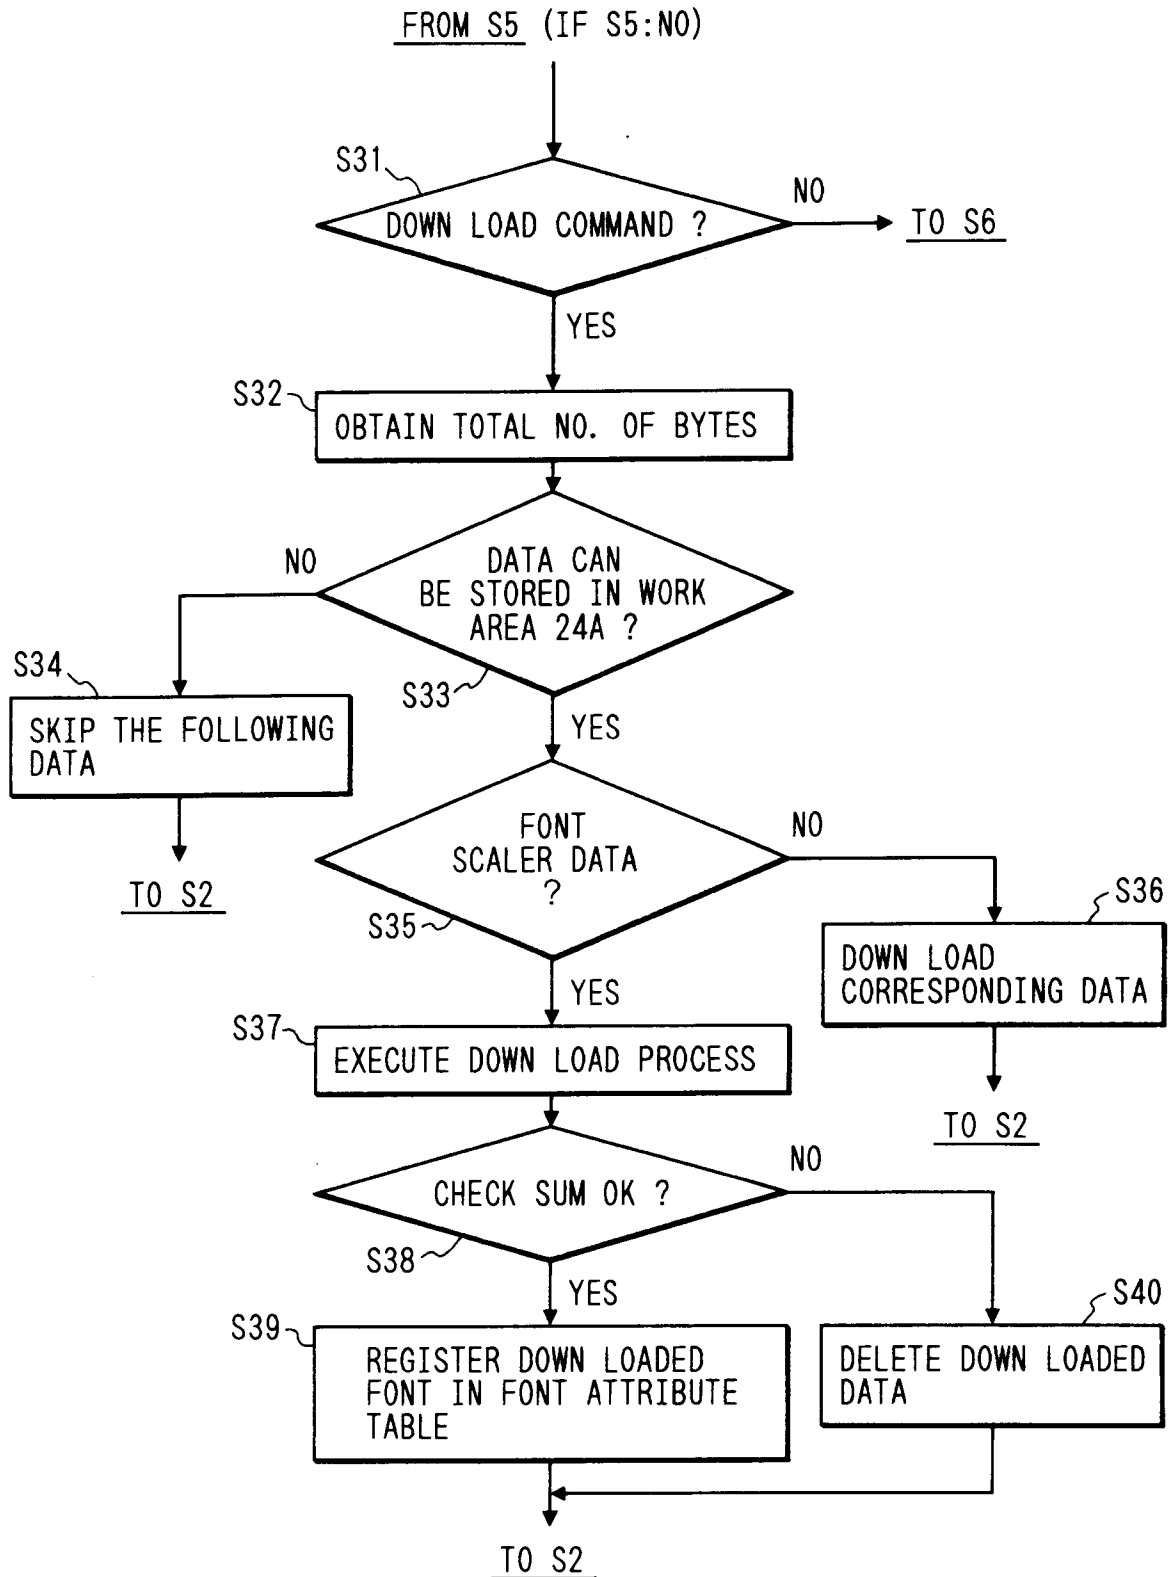 FROM S5 (IF S5:NO)
S31
DOWN LOAD COMMAND ?
NO
TO S6
YES
S32
OBTAIN TOTAL NO. OF BYTES
NO
DATA CAN
BE STORED IN WORK
AREA 24A ?
S33
S34
SKIP THE FOLLOWING
DATA
TO S2
YES
FONT
SCALER DATA
?
NO
S35
S36
DOWN LOAD
CORRESPONDING DATA
TO S2
YES
S37
EXECUTE DOWN LOAD PROCESS
CHECK SUM OK ?
NO
S38
YES
S39
REGISTER DOWN LOADED
FONT IN FONT ATTRIBUTE
TABLE
S40
DELETE DOWN LOADED
DATA
TO S2